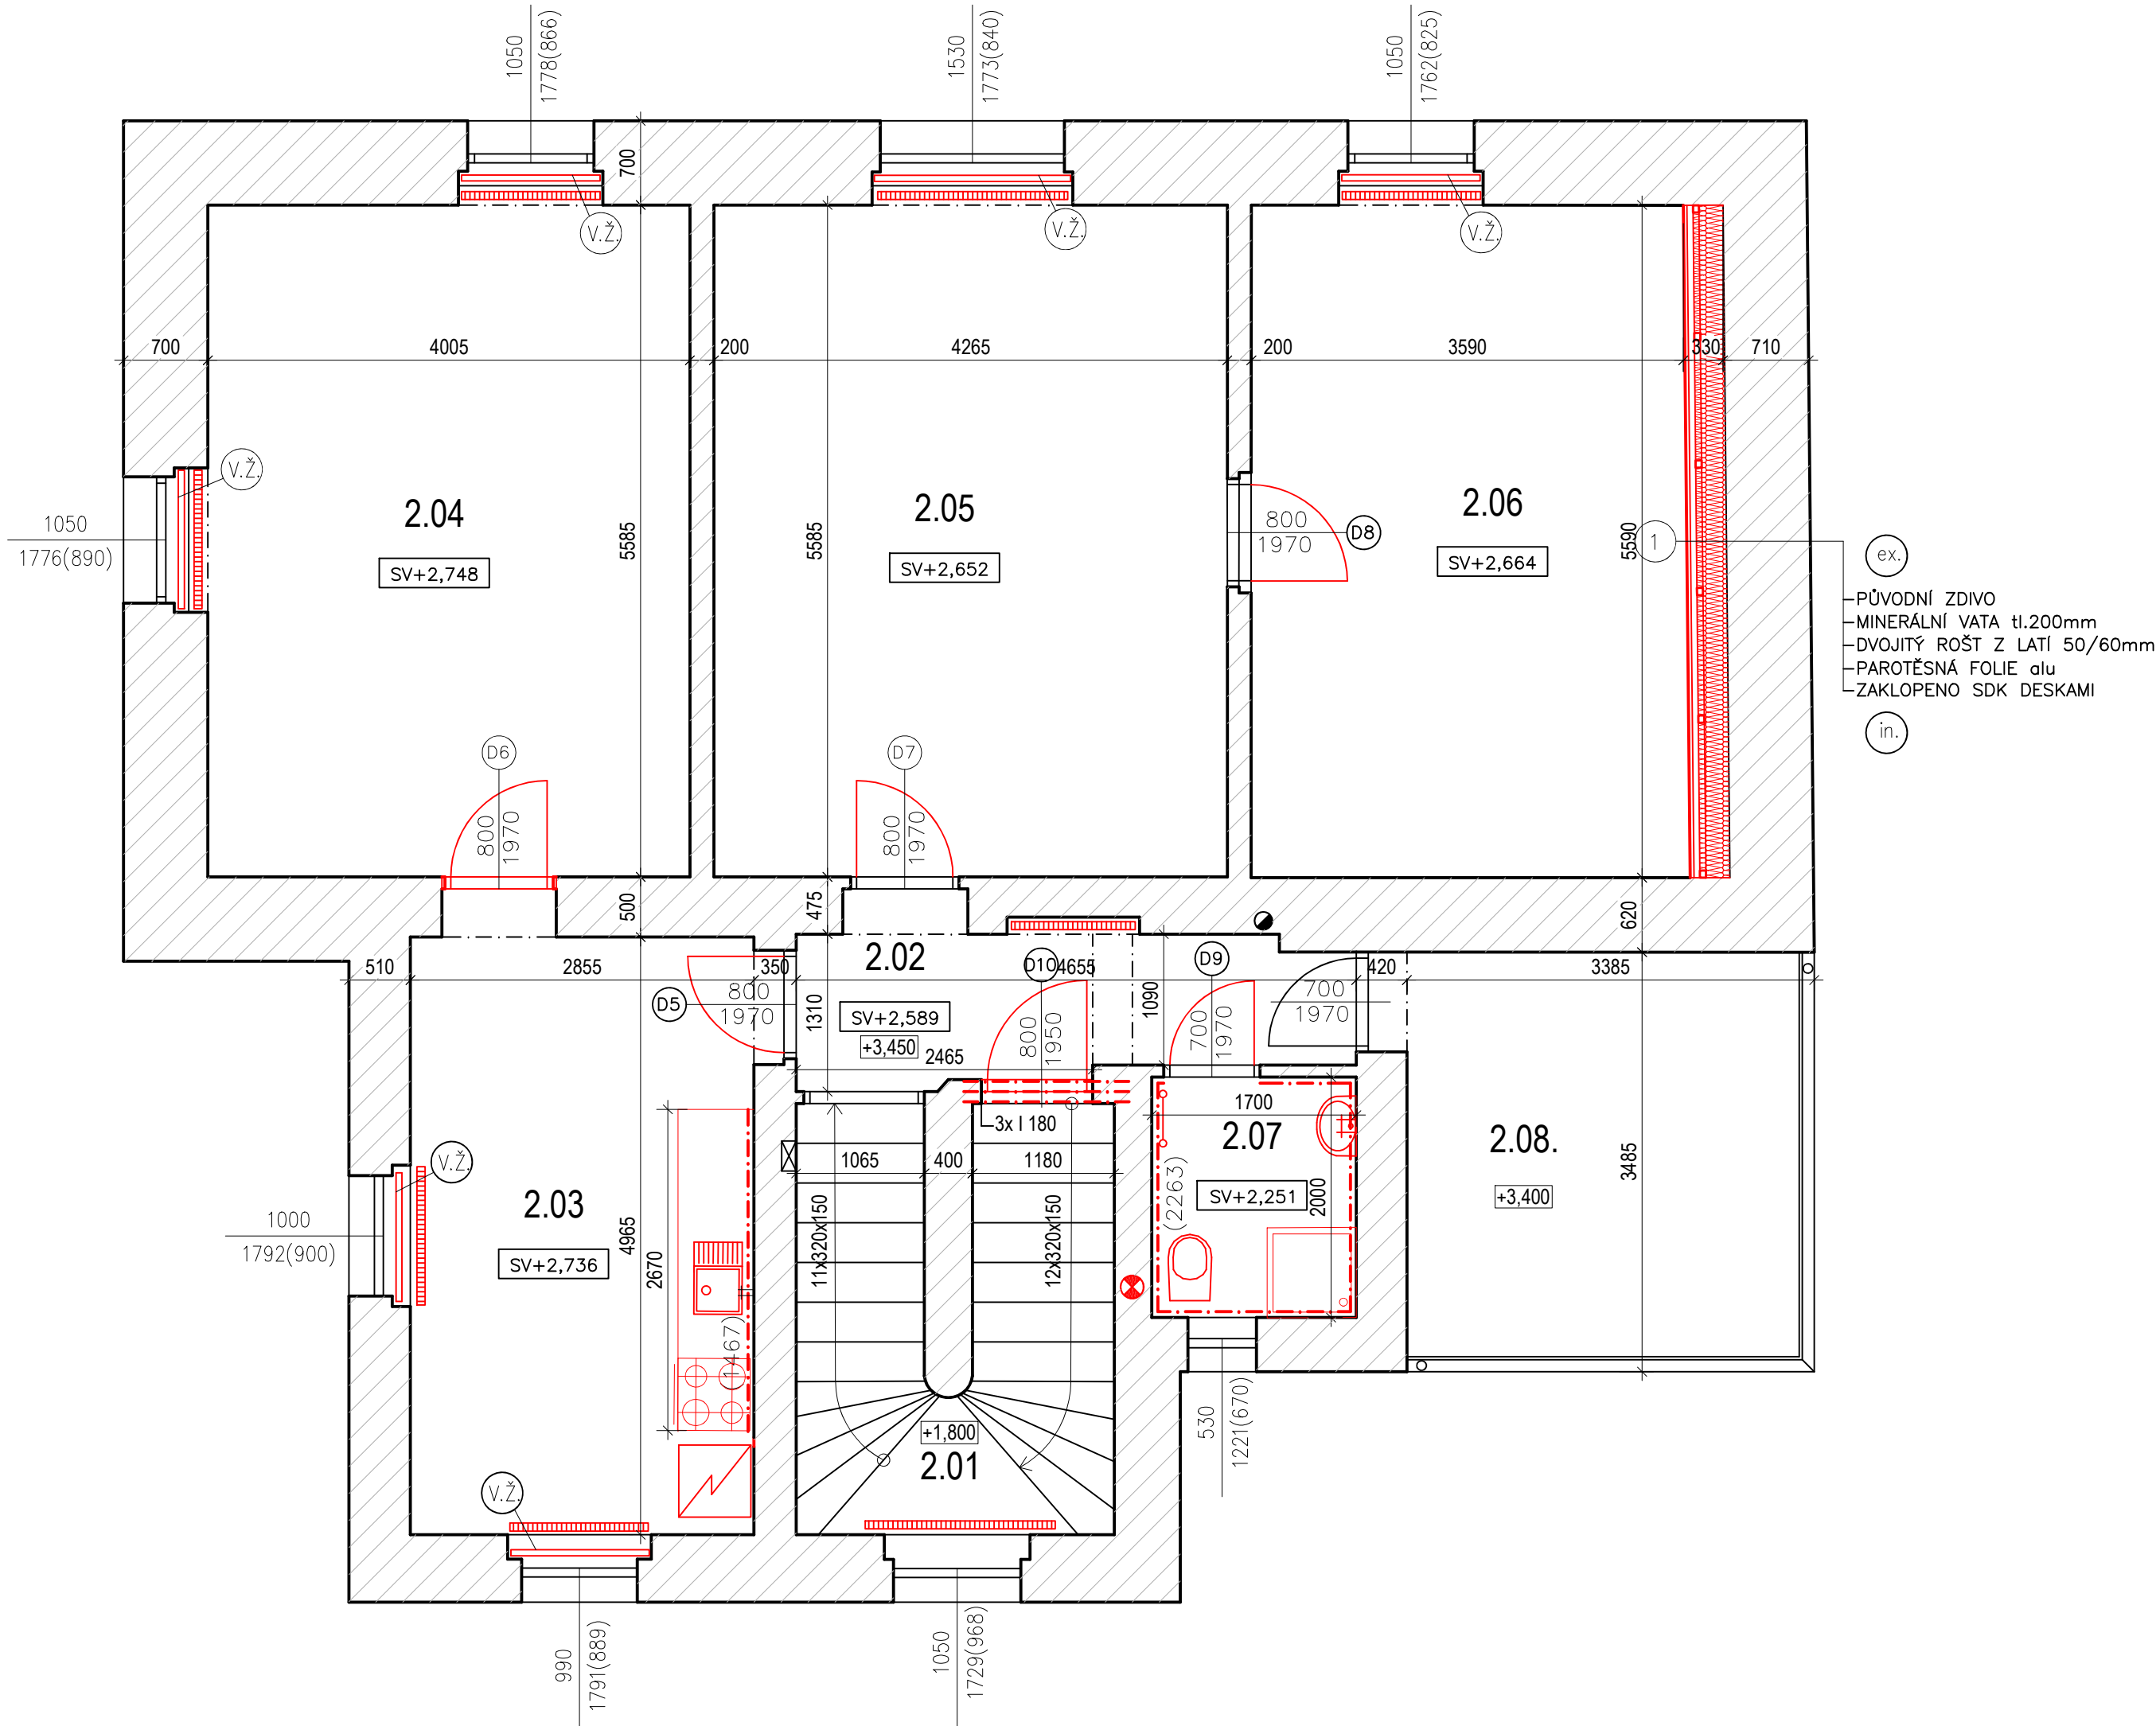 1050
1778(866)
1530
1773(840)
1050
1762(825)
700
V.Ž.
V.Ž.
V.Ž.
700
4005
200
4265
200
3590
330
710
V.Ž.
1050
1776(890)
2.04
SV+2,748
5585
2.05
SV+2,652
5585
800
1970
D8
2.06
SV+2,664
5590
1
ex.
PŮVODNÍ ZDIVO
MINERÁLNÍ VATA tl.200mm
DVOJITÝ ROŠT Z LATÍ 50/60mm
PAROTĚSNÁ FOLIE alu
ZAKLOPENO SDK DESKAMI
in.
D6
800
1970
D7
800
1970
500
475
620
510
2855
350
2.02
D10
4655
D9
420
3385
D5
800
1970
1310
SV+2,589
+3,450
2465
800
1950
1090
700
1970
700
1970
3x I 180
1700
2.07
(2263)
SV+2,251
2000
2.08.
+3,400
3485
V.Ž.
1000
1792(900)
2.03
SV+2,736
4965
2670
1467)
1065
400
1180
11x320x150
12x320x150
+1,800
2.01
530
1221(670)
V.Ž.
990
1791(889)
1050
1729(968)